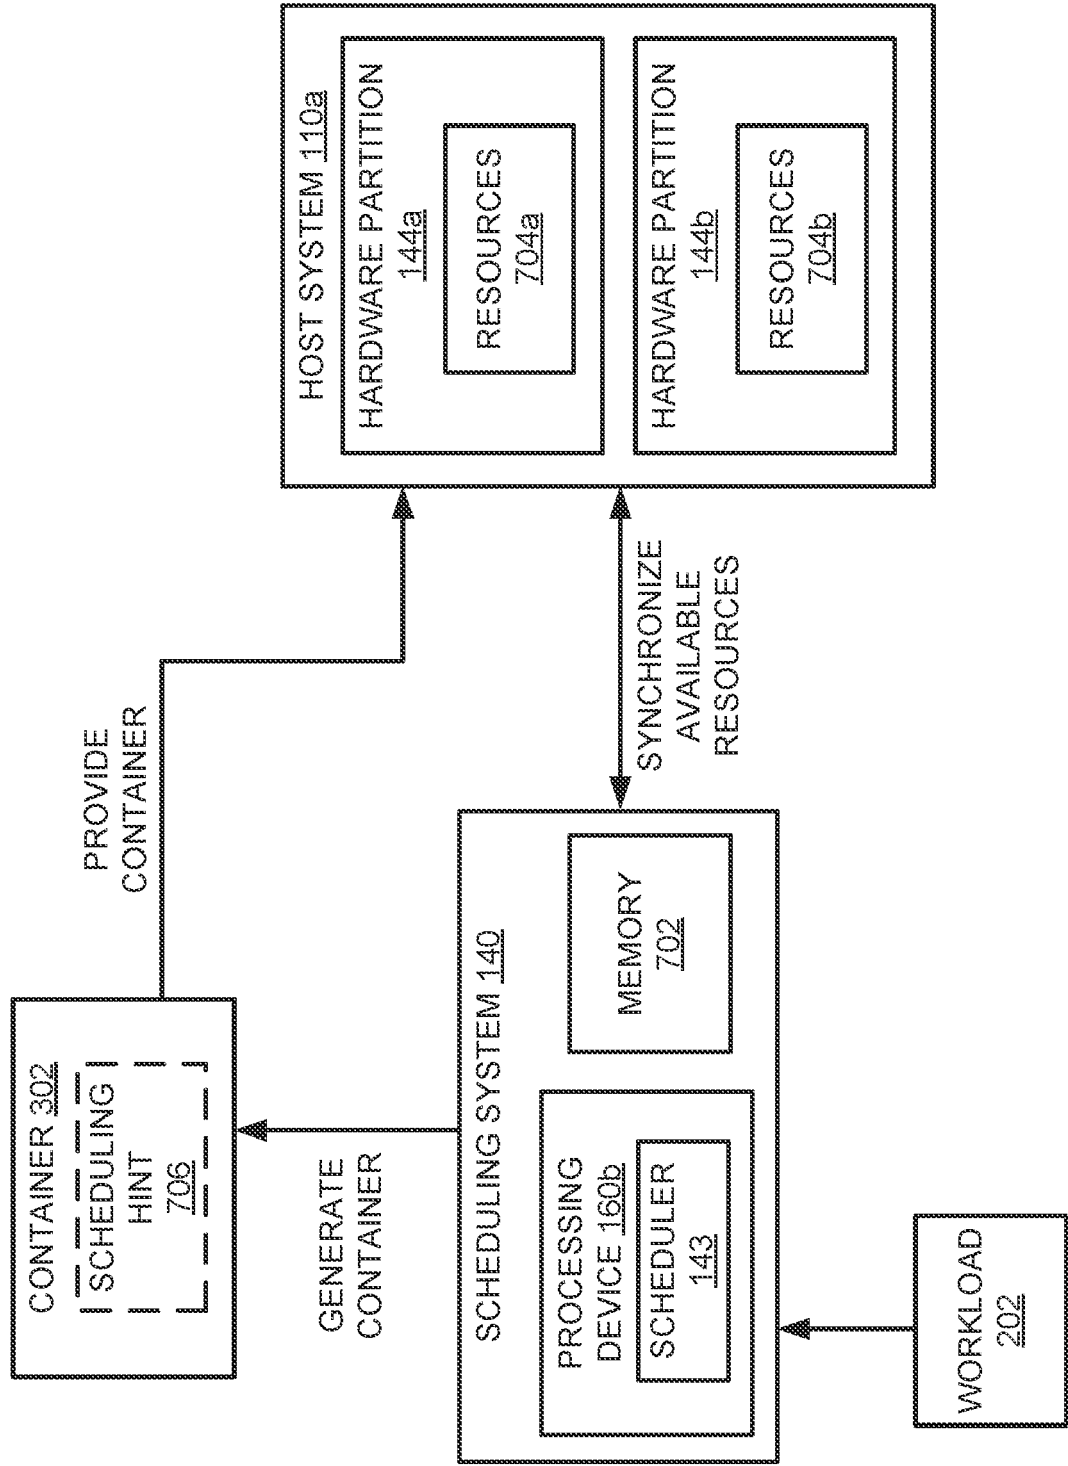 CONTAINER 302
SCHEDULING
HINT
706
PROVIDE
CONTAINER
GENERATE
CONTAINER
HOST SYSTEM 110a
HARDWARE PARTITION
144a
RESOURCES
704a
HARDWARE PARTITION
144b
RESOURCES
704b
SCHEDULING SYSTEM 140
PROCESSING
DEVICE 160b
SCHEDULER
143
MEMORY
702
SYNCHRONIZE
AVAILABLE
RESOURCES
WORKLOAD
202